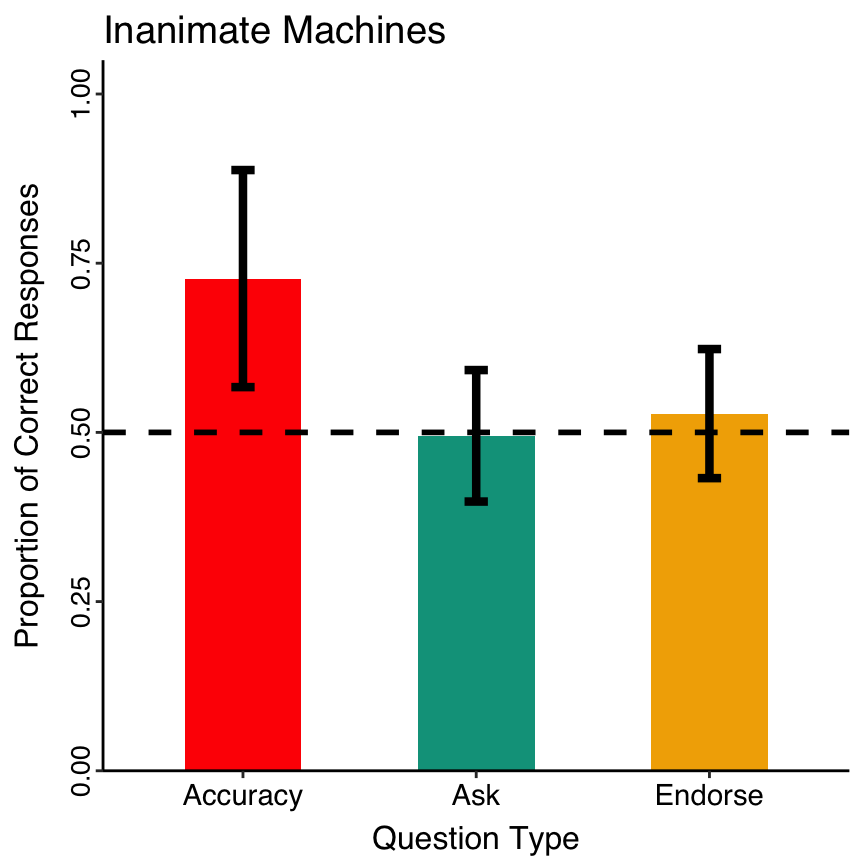 Inanimate Machines
Proportion of Correct Responses
1.00
0.75
0.50
0.25
0.00
Accuracy Ask Endorse
Question Type